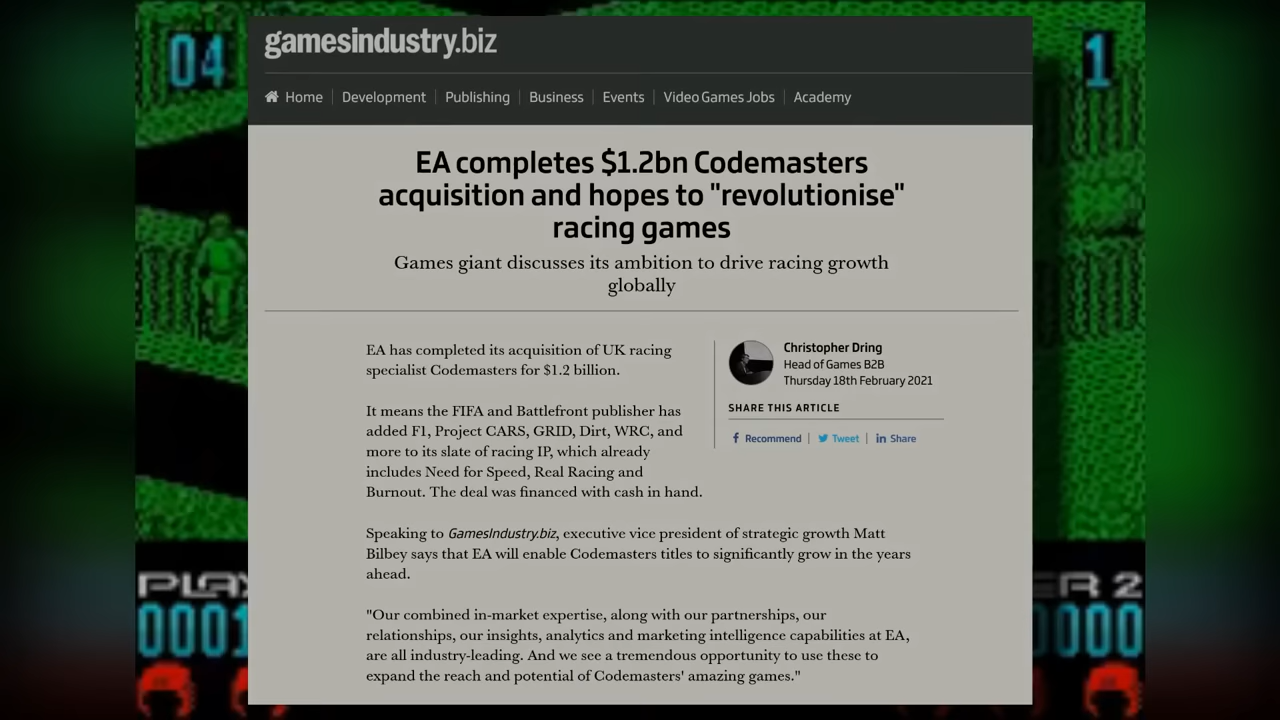 04
1
gamesindustry.biz
Home
Development
Publishing
Business
Events
Video Games Jobs
Academy
EA completes $1.2bn Codemasters
acquisition and hopes to "revolutionise"
racing games
Games giant discusses its ambition to drive racing growth
globally
EA has completed its acquisition of UK racing
specialist Codemasters for $1.2 billion.
It means the FIFA and Battlefront publisher has
added F1, Project CARS, GRID, Dirt, WRC, and
more to its slate of racing IP, which already
includes Need for Speed, Real Racing and
Burnout. The deal was financed with cash in hand.
Christopher Dring
Head of Games B2B
Thursday 18th February 2021
SHARE THIS ARTICLE
Recommend
Tweet
Share
Speaking to GamesIndustry.biz, executive vice president of strategic growth Matt
Bilbey says that EA will enable Codemasters titles to significantly grow in the years
ahead.
"Our combined in-market expertise, along with our partnerships, our
relationships, our insights, analytics and marketing intelligence capabilities at EA,
are all industry-leading. And we see a tremendous opportunity to use these to
expand the reach and potential of Codemasters' amazing games."
PLA
ER 2
0001
0000